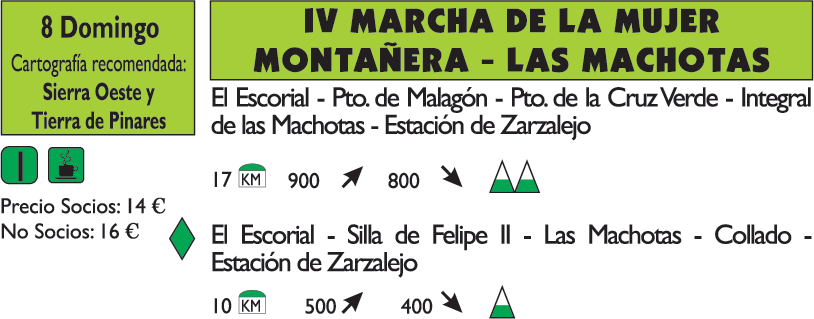 8 Domingo
Cartografía recomendada:
Sierra Oeste y
Tierra de Pinares
I
Precio Socios: 14 €
No Socios: 16 €
IV MARCHA DE LA MUJER
MONTAÑERA - LAS MACHOTAS
El Escorial - Pto. de Malagón - Pto. de la Cruz Verde - Integral
de las Machotas - Estación de Zarzalejo
17 KM 900 800
El Escorial - Silla de Felipe II - Las Machotas - Collado -
Estación de Zarzalejo
10 KM 500 400